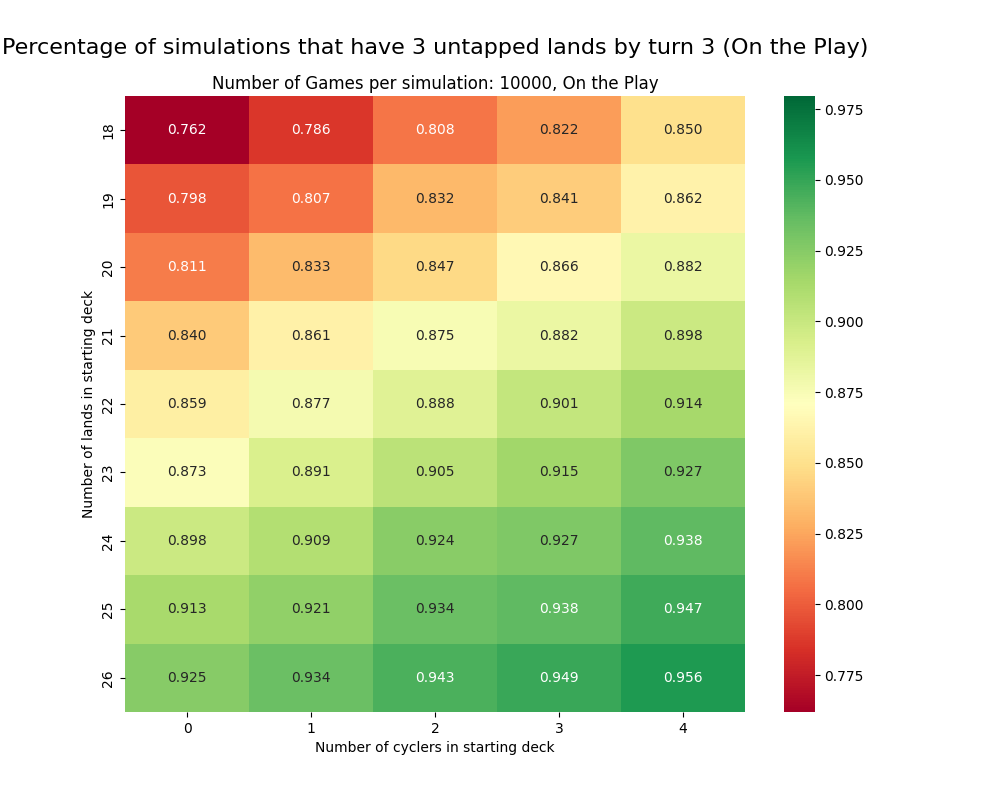 Percentage of simulations that have 3 untapped lands by turn 3 (On the Play)
Number of Games per simulation: 10000, On the Play
Number of lands in starting deck
18 0.762 0.786 0.808 0.822 0.850
19 0.798 0.807 0.832 0.841 0.862
20 0.811 0.833 0.847 0.866 0.882
21 0.840 0.861 0.875 0.882 0.898
22 0.859 0.877 0.888 0.901 0.914
23 0.873 0.891 0.905 0.915 0.927
24 0.898 0.909 0.924 0.927 0.938
25 0.913 0.921 0.934 0.938 0.947
26 0.925 0.934 0.943 0.949 0.956
0 1 2 3 4
Number of cyclers in starting deck
0.975
0.950
0.925
0.900
0.875
0.850
0.825
0.800
0.775